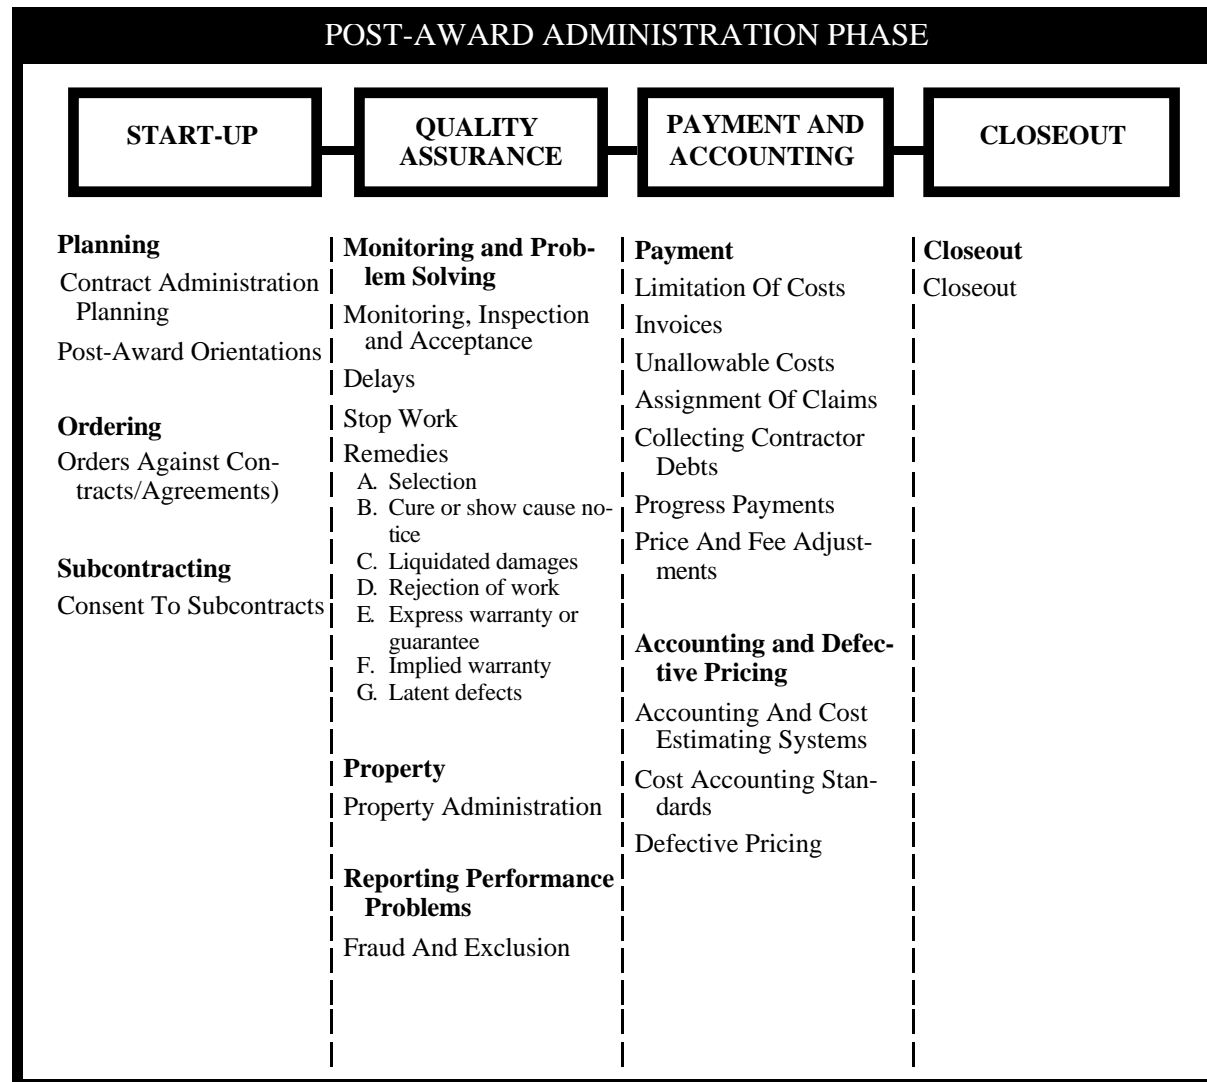 POST-AWARD ADMINISTRATION PHASE
START-UP
QUALITY
ASSURANCE
PAYMENT AND
ACCOUNTING
CLOSEOUT
Planning
Contract Administration
Planning
Post-Award Orientations
Ordering
Orders Against Con-
tracts/Agreements)
Subcontracting
Consent To Subcontracts
Monitoring and Prob-
lem Solving
Monitoring, Inspection
and Acceptance
Delays
Stop Work
Remedies
A. Selection
B. Cure or show cause no-
tice
C. Liquidated damages
D. Rejection of work
E. Express warranty or
guarantee
F. Implied warranty
G. Latent defects
Property
Property Administration
Reporting Performance
Problems
Fraud And Exclusion
Payment
Limitation Of Costs
Invoices
Unallowable Costs
Assignment Of Claims
Collecting Contractor
Debts
Progress Payments
Price And Fee Adjust-
ments
Accounting and Defec-
tive Pricing
Accounting And Cost
Estimating Systems
Cost Accounting Stan-
dards
Defective Pricing
Closeout
Closeout